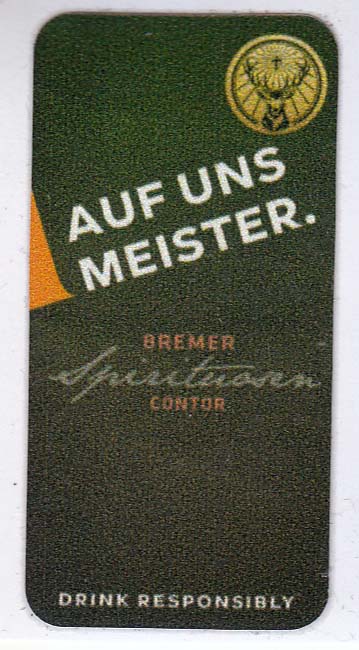 AUF UNS
MEISTER.
BREMER
Spirituosen
CONTOR
DRINK RESPONSIBLY